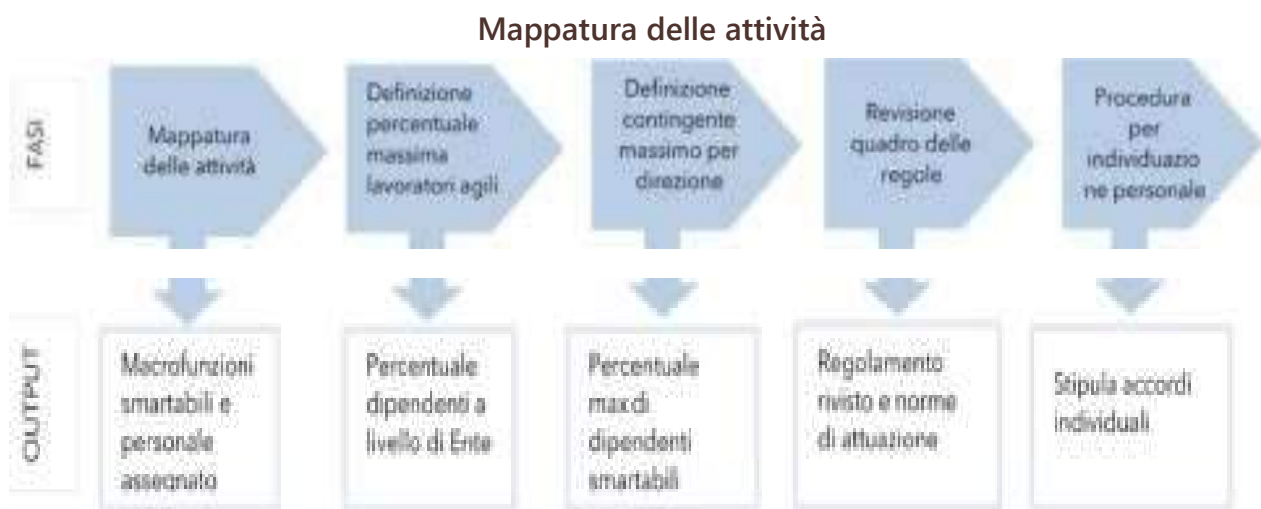 Mappatura delle attività
FASI
Mappatura
delle attività
Definizione
percentuale
massima
lavoratori agili
Definizione
contingente
massimo per
direzione
Revisione
quadro delle
regole
Procedura
per
individuazio
ne personale
OUTPUT
Macrofunzioni
smartabili e
personale
assegnato
Percentuale
dipendenti a
livello di Ente
Percentuale
max di
dipendenti
smartabili
Regolamento
rivisto e norme
di attuazione
Stipula accordi
individuali